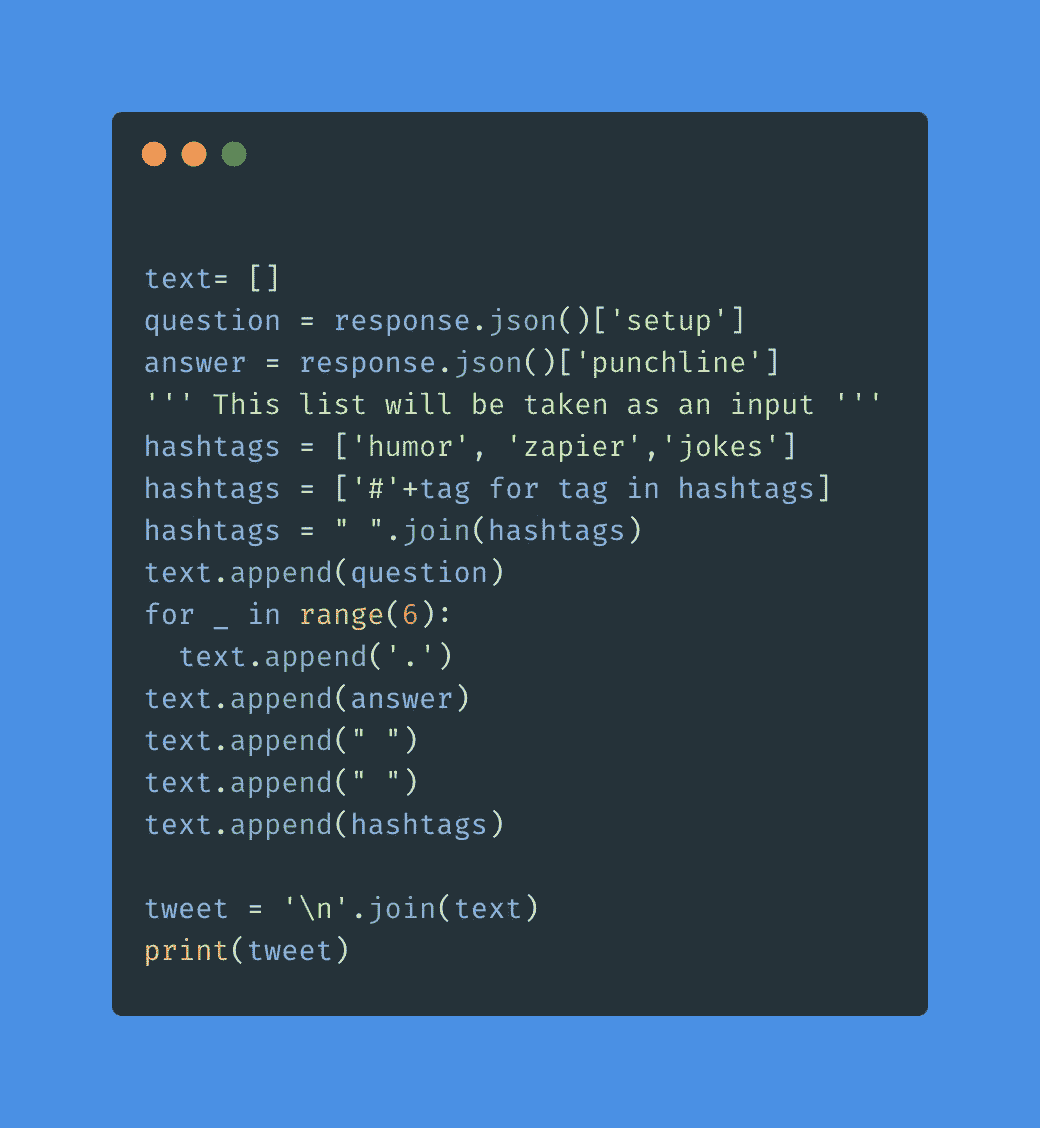 text= []
question = response.json()['setup']
answer = response.json()['punchline']
''' This list will be taken as an input '''
hashtags = ['humor', 'zapier','jokes']
hashtags = ['#'+tag for tag in hashtags]
hashtags = " ".join(hashtags)
text.append(question)
for _ in range(6):
  text.append('.')
text.append(answer)
text.append(" ")
text.append(" ")
text.append(hashtags)

tweet = '\n'.join(text)
print(tweet)